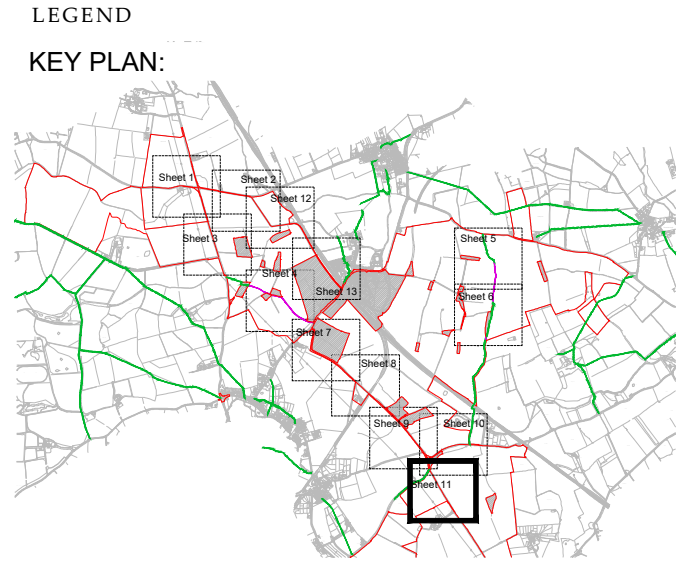 LEGEND
KEY PLAN:
Sheet 1
Sheet 2
Sheet 12
Sheet 3
Sheet 5
Sheet 4
Sheet 13
Sheet 6
Sheet 7
Sheet 8
Sheet 9
Sheet 10
Sheet 11